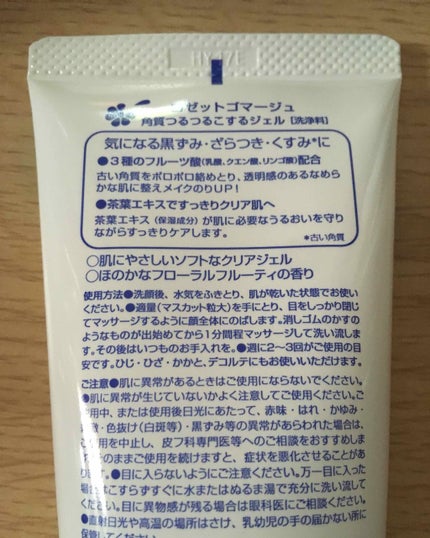 HY17E
ゼットゴマージュ
角質つるつるこするジェル [洗浄料]
気になる黒ずみ・ざらつき・くすみ*に
●3種のフルーツ酸(乳酸、クエン酸、リンゴ酸)配合
古い角質をポロポロ絡めとり、透明感のあるなめら
かな肌に整えメイクのりUP!
●茶葉エキスですっきりクリア肌へ
茶葉エキス(保湿成分)が肌に必要なうるおいを守り
ながらすっきりケアします。
*古い角質
○肌にやさしいソフトなクリアジェル
○ほのかなフローラルフルーティの香り
使用方法●洗顔後、水気をふきとり、肌が乾いた状態でお使い
ください。●適量(マスカット粒大)を手にとり、目をしっかり閉じ
てマッサージするように顔全体にのばします。消しゴムのかすの
ようなものが出始めてから1分間程マッサージして洗い流しま
す。その後はいつものお手入れを。●週に2〜3回がご使用の目
安です。ひじ・ひざ・かかと、デコルテにもお使いいただけます。
ご注意●肌に異常があるときはご使用にならないでください。
●肌に異常が生じていないかよく注意して使用してください。ご
用中、または使用後日光にあたって、赤味・はれ・かゆみ・
激・色抜け(白斑等)・黒ずみ等の異常があらわれた場合は、
使用を中止し、皮フ科専門医等へのご相談をおすすめしま
そのままご使用を続けますと、症状を悪化させることがあ
ます。●目に入らないようにご注意ください。万一目に入った
場合はこすらずすぐに水またはぬるま湯で充分に洗い流して
ください。目に異物感が残る場合は眼科医にご相談ください。
●直射日光や高温の場所はさけ、乳幼児の手の届かない所に
保管してください。